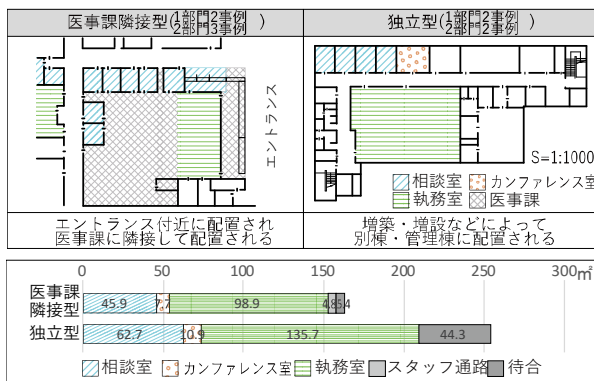 医事課隣接型(1部門2事例 2部門3事例)
独立型(1部門2事例 2部門2事例)
エントランス
S=1:1000
相談室 カンファレンス室
執務室 医事課
エントランス付近に配置され
医事課に隣接して配置される
増築・増設などによって
別棟・管理棟に配置される
0 50 100 150 200 250 300㎡
医事課
隣接型
45.9 7.7 98.9 4.8 5.4
独立型
62.7 10.9 135.7 44.3
相談室 カンファレンス室 執務室 スタッフ通路 待合